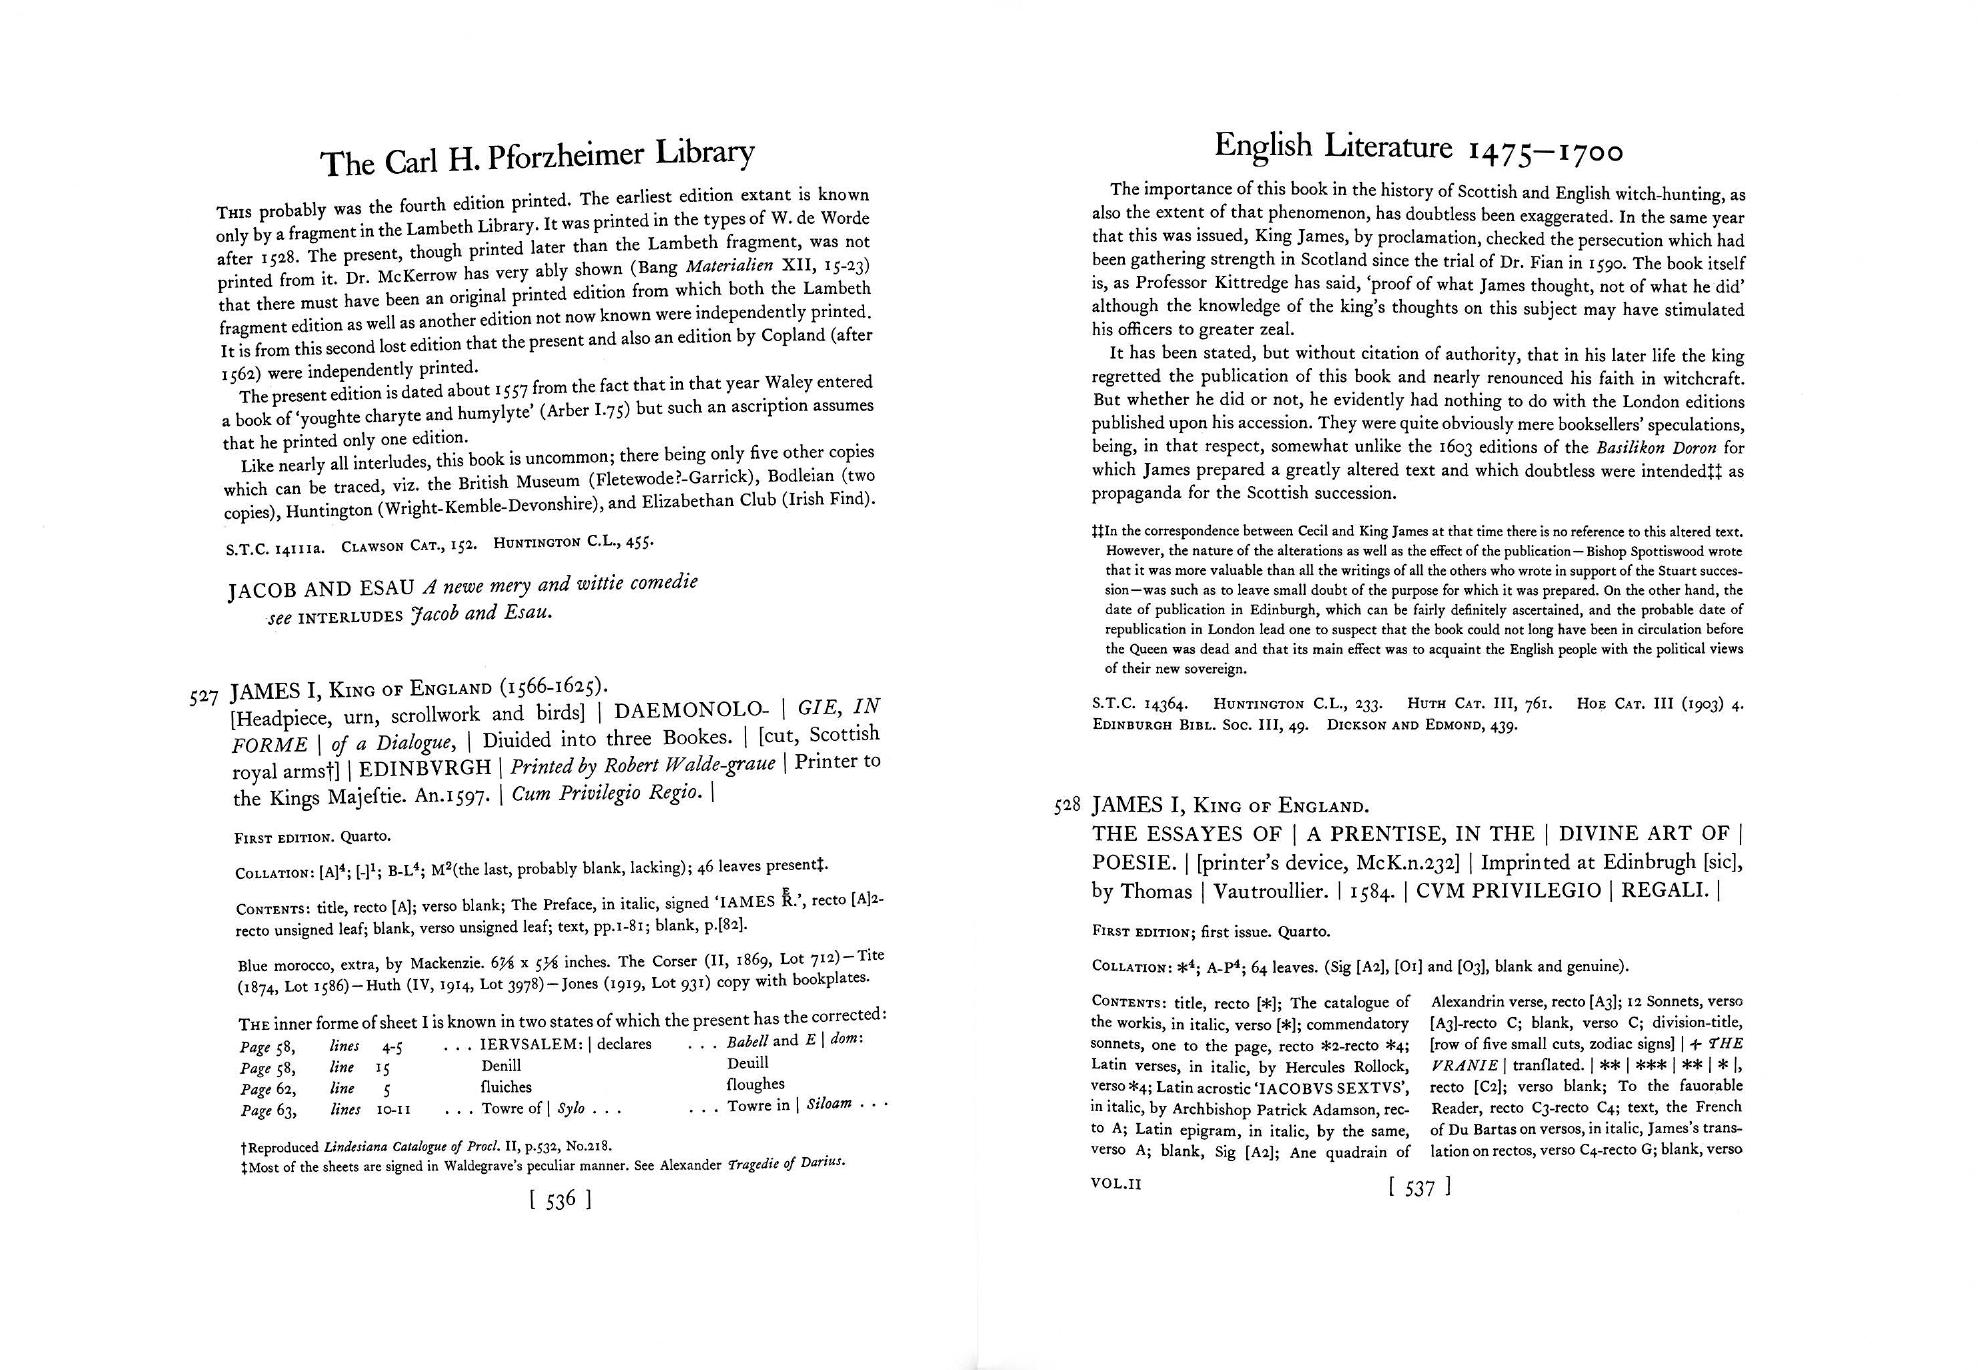 The Carl H. Pforzheimer Library
THIS probably was the fourth edition printed. The earliest edition extant is known
only by a fragment in the Lambeth Library. It was printed in the types of W. de Worde
after 1528. The present, though printed later than the Lambeth fragment, was not
printed from it. Dr. McKerrow has very ably shown (Bang Materialien XII, 15-23)
that there must have been an original printed edition from which both the Lambeth
fragment edition as well as another edition not now known were independently printed.
It is from this second lost edition that the present and also an edition by Copland (after
1562) were independently printed.
The present edition is dated about 1557 from the fact that in that year Waley entered
a book of ‘youghte charyte and humylyte’ (Arber I.75) but such an ascription assumes
that he printed only one edition.
Like nearly all interludes, this book is uncommon; there being only five other copies
which can be traced, viz. the British Museum (Fletewode?-Garrick), Bodleian (two
copies), Huntington (Wright-Kemble-Devonshire), and Elizabethan Club (Irish Find).
S.T.C. 14111a. CLAWSON CAT., 152. HUNTINGTON C.L., 455.
JACOB AND ESAU A newe mery and wittie comedie
see INTERLUDES Jacob and Esau.
527 JAMES I, KING OF ENGLAND (1566-1625).
[Headpiece, urn, scrollwork and birds] | DAEMONOLO- | GIE, IN
FORME | of a Dialogue, | Diuided into three Bookes. | [cut, Scottish
royal arms†] | EDINBVRGH | Printed by Robert Walde-graue | Printer to
the Kings Majeſtie. An.1597. | Cum Privilegio Regio. |
FIRST EDITION. Quarto.
COLLATION: [A]⁴; [-]¹; B-L⁴; M²(the last, probably blank, lacking); 46 leaves present‡.
CONTENTS: title, recto [A]; verso blank; The Preface, in italic, signed ‘IAMES R.’, recto [A]2-
recto unsigned leaf; blank, verso unsigned leaf; text, pp.1-81; blank, p.[82].
Blue morocco, extra, by Mackenzie. 6⅞ x 5⅛ inches. The Corser (II, 1869, Lot 712)—Tite
(1874, Lot 1586)—Huth (IV, 1914, Lot 3978)—Jones (1919, Lot 931) copy with bookplates.
THE inner forme of sheet I is known in two states of which the present has the corrected:
Page 58, lines 4-5 . . . IERVSALEM: | declares . . . Babell and E | dom:
Page 58, line 15 Denill Deuill
Page 62, line 5 fluiches floughes
Page 63, lines 10-11 . . . Towre of | Sylo . . . . . . Towre in | Siloam . . .
†Reproduced Lindesiana Catalogue of Procl. II, p.532, No.218.
‡Most of the sheets are signed in Waldegrave's peculiar manner. See Alexander Tragedie of Darius.
[ 536 ]
English Literature 1475—1700
The importance of this book in the history of Scottish and English witch-hunting, as
also the extent of that phenomenon, has doubtless been exaggerated. In the same year
that this was issued, King James, by proclamation, checked the persecution which had
been gathering strength in Scotland since the trial of Dr. Fian in 1590. The book itself
is, as Professor Kittredge has said, ‘proof of what James thought, not of what he did’
although the knowledge of the king's thoughts on this subject may have stimulated
his officers to greater zeal.
It has been stated, but without citation of authority, that in his later life the king
regretted the publication of this book and nearly renounced his faith in witchcraft.
But whether he did or not, he evidently had nothing to do with the London editions
published upon his accession. They were quite obviously mere booksellers' speculations,
being, in that respect, somewhat unlike the 1603 editions of the Basilikon Doron for
which James prepared a greatly altered text and which doubtless were intended‡‡ as
propaganda for the Scottish succession.
‡‡In the correspondence between Cecil and King James at that time there is no reference to this altered text.
However, the nature of the alterations as well as the effect of the publication—Bishop Spottiswood wrote
that it was more valuable than all the writings of all the others who wrote in support of the Stuart succes-
sion—was such as to leave small doubt of the purpose for which it was prepared. On the other hand, the
date of publication in Edinburgh, which can be fairly definitely ascertained, and the probable date of
republication in London lead one to suspect that the book could not long have been in circulation before
the Queen was dead and that its main effect was to acquaint the English people with the political views
of their new sovereign.
S.T.C. 14364. HUNTINGTON C.L., 233. HUTH CAT. III, 761. HOE CAT. III (1903) 4.
EDINBURGH BIBL. SOC. III, 49. DICKSON AND EDMOND, 439.
528 JAMES I, KING OF ENGLAND.
THE ESSAYES OF | A PRENTISE, IN THE | DIVINE ART OF |
POESIE. | [printer's device, McK.n.232] | Imprinted at Edinbrugh [sic],
by Thomas | Vautroullier. | 1584. | CVM PRIVILEGIO | REGALI. |
FIRST EDITION; first issue. Quarto.
COLLATION: *⁴; A-P⁴; 64 leaves. (Sig [A2], [O1] and [O3], blank and genuine).
CONTENTS: title, recto [*]; The catalogue of
the workis, in italic, verso [*]; commendatory
sonnets, one to the page, recto *2-recto *4;
Latin verses, in italic, by Hercules Rollock,
verso *4; Latin acrostic ‘IACOBVS SEXTVS’,
in italic, by Archbishop Patrick Adamson, rec-
to A; Latin epigram, in italic, by the same,
verso A; blank, Sig [A2]; Ane quadrain of
Alexandrin verse, recto [A3]; 12 Sonnets, verso
[A3]-recto C; blank, verso C; division-title,
[row of five small cuts, zodiac signs] | + THE
VRANIE | tranſlated. | ** | *** | ** | * |,
recto [C2]; verso blank; To the fauorable
Reader, recto C3-recto C4; text, the French
of Du Bartas on versos, in italic, James's trans-
lation on rectos, verso C4-recto G; blank, verso
VOL.II
[ 537 ]